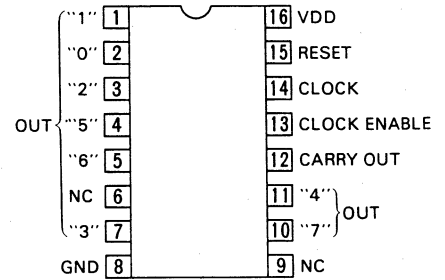 "1" 1 16 VDD
"0" 2 15 RESET
"2" 3 14 CLOCK
OUT "5" 4 13 CLOCK ENABLE
"6" 5 12 CARRY OUT
NC 6 11 "4"
"3" 7 10 "7" OUT
GND 8 9 NC